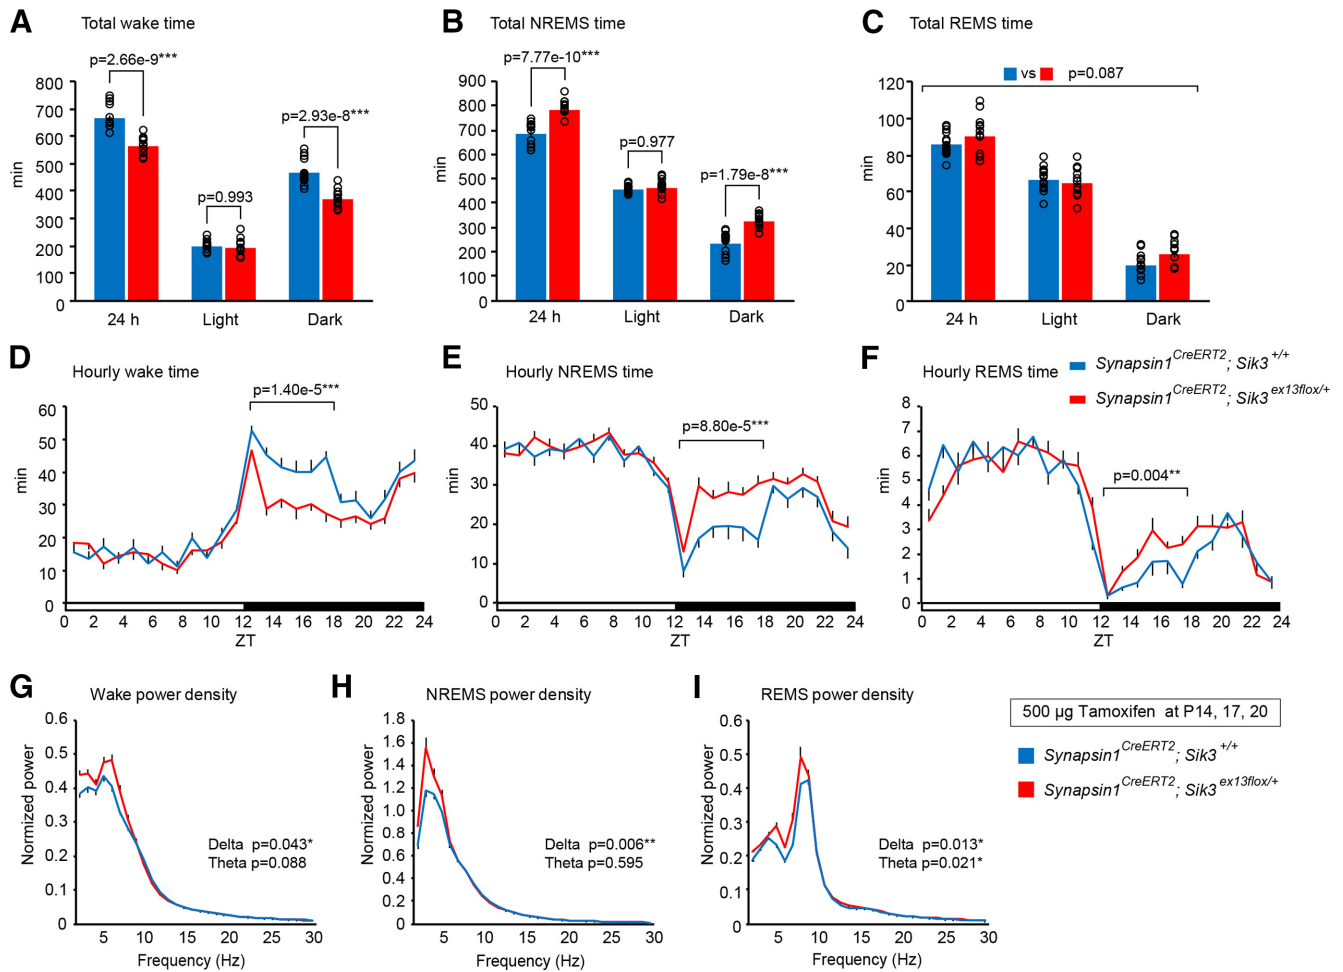 A Total wake time
p=2.66e-9***
p=2.93e-8***
p=0.993
min
800
700
600
500
400
300
200
100
0
24 h Light Dark
B Total NREMS time
p=7.77e-10***
p=0.977
p=1.79e-8***
min
900
800
700
600
500
400
300
200
100
0
24 h Light Dark
C Total REMS time
vs p=0.087
min
120
100
80
60
40
20
0
24 h Light Dark
D Hourly wake time
p=1.40e-5***
min
60
50
40
30
20
10
0
0 2 4 6 8 10 12 14 16 18 20 22 24
ZT
E Hourly NREMS time
p=8.80e-5***
min
50
40
30
20
10
0
0 2 4 6 8 10 12 14 16 18 20 22 24
ZT
F Hourly REMS time
Synapsin1CreERT2; Sik3+/+
Synapsin1CreERT2; Sik3ex13flox/+
p=0.004**
min
8
7
6
5
4
3
2
1
0
0 2 4 6 8 10 12 14 16 18 20 22 24
ZT
G Wake power density
Normized power
0.6
0.5
0.4
0.3
0.2
0.1
0
Delta p=0.043*
Theta p=0.088
5 10 15 20 25 30
Frequency (Hz)
H NREMS power density
Normized power
1.8
1.6
1.4
1.2
1.0
0.8
0.6
0.4
0.2
0
Delta p=0.006**
Theta p=0.595
5 10 15 20 25 30
Frequency (Hz)
I REMS power density
Normized power
0.6
0.5
0.4
0.3
0.2
0.1
0
Delta p=0.013*
Theta p=0.021*
5 10 15 20 25 30
Frequency (Hz)
500 µg Tamoxifen at P14, 17, 20
Synapsin1CreERT2; Sik3+/+
Synapsin1CreERT2; Sik3ex13flox/+